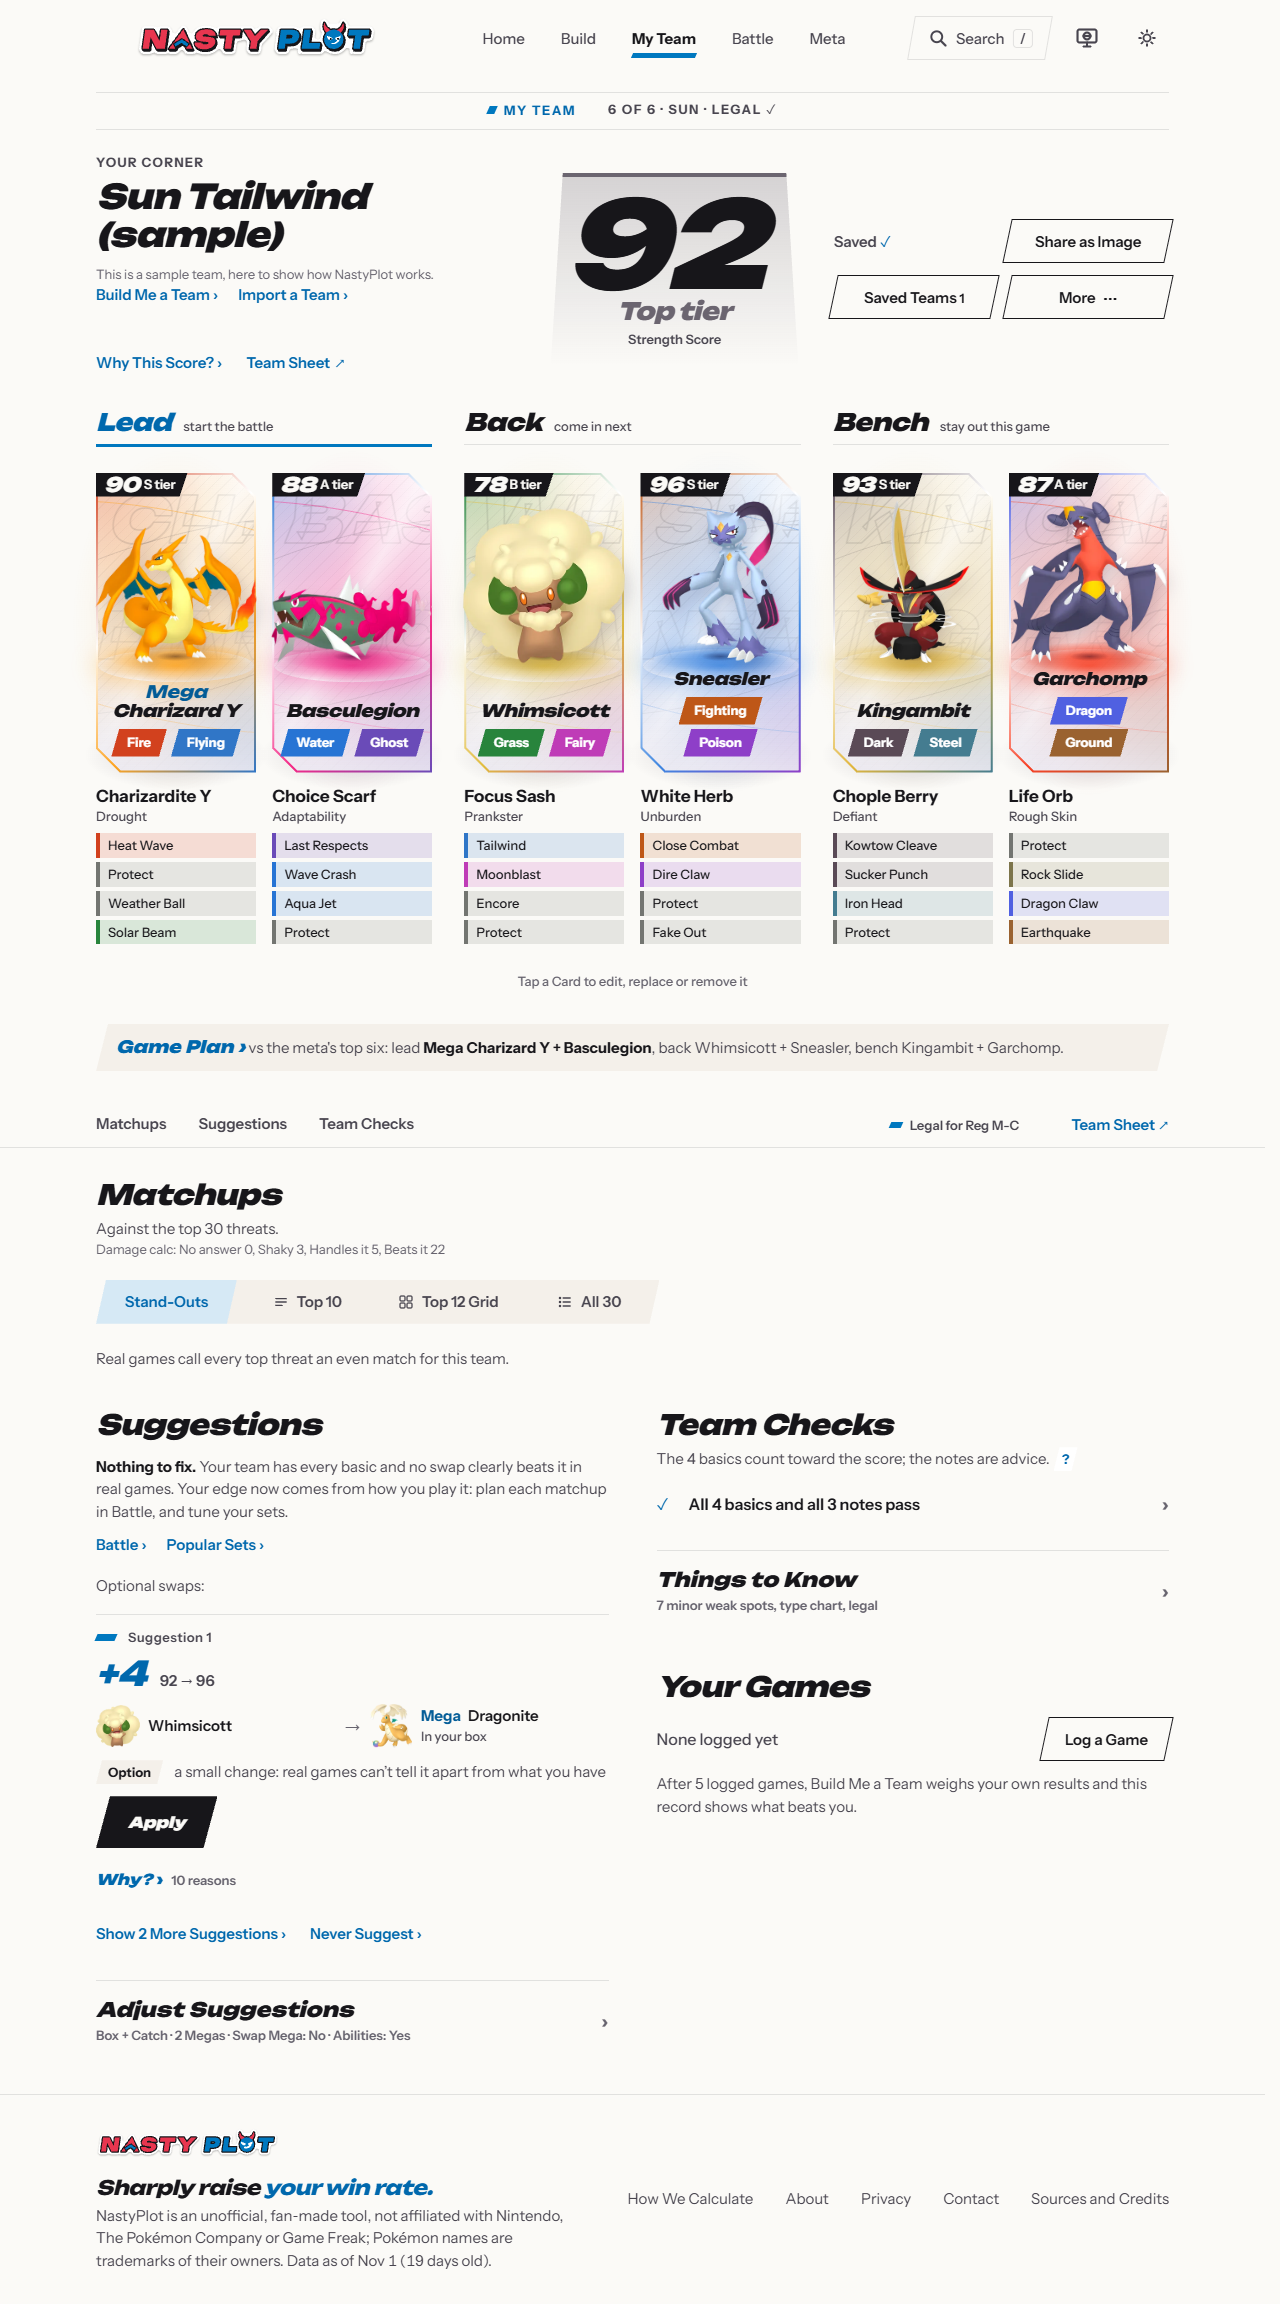 NASTY PLOT
Home Build My Team Battle Meta Search /
MY TEAM 6 OF 6 · SUN · LEGAL ✓
YOUR CORNER
Sun Tailwind
(sample)
This is a sample team, here to show how NastyPlot works.
Build Me a Team › Import a Team ›
Why This Score? › Team Sheet ↗
92
Top tier
Strength Score
Saved ✓ Share as Image
Saved Teams 1 More ···
Lead start the battle
Back come in next
Bench stay out this game
90 S tier
Mega
Charizard Y
Fire Flying
88 A tier
Basculegion
Water Ghost
78 B tier
Whimsicott
Grass Fairy
96 S tier
Sneasler
Fighting
Poison
93 S tier
Kingambit
Dark Steel
87 A tier
Garchomp
Dragon
Ground
Charizardite Y
Drought
Heat Wave
Protect
Weather Ball
Solar Beam
Choice Scarf
Adaptability
Last Respects
Wave Crash
Aqua Jet
Protect
Focus Sash
Prankster
Tailwind
Moonblast
Encore
Protect
White Herb
Unburden
Close Combat
Dire Claw
Protect
Fake Out
Chople Berry
Defiant
Kowtow Cleave
Sucker Punch
Iron Head
Protect
Life Orb
Rough Skin
Protect
Rock Slide
Dragon Claw
Earthquake
Tap a Card to edit, replace or remove it
Game Plan › vs the meta's top six: lead Mega Charizard Y + Basculegion, back Whimsicott + Sneasler, bench Kingambit + Garchomp.
Matchups Suggestions Team Checks Legal for Reg M-C Team Sheet ↗
Matchups
Against the top 30 threats.
Damage calc: No answer 0, Shaky 3, Handles it 5, Beats it 22
Stand-Outs Top 10 Top 12 Grid All 30
Real games call every top threat an even match for this team.
Suggestions
Nothing to fix. Your team has every basic and no swap clearly beats it in
real games. Your edge now comes from how you play it: plan each matchup
in Battle, and tune your sets.
Battle › Popular Sets ›
Optional swaps:
Suggestion 1
+4 92 → 96
Whimsicott → Mega Dragonite
In your box
Option a small change: real games can't tell it apart from what you have
Apply
Why? › 10 reasons
Show 2 More Suggestions › Never Suggest ›
Adjust Suggestions ›
Box + Catch · 2 Megas · Swap Mega: No · Abilities: Yes
Team Checks
The 4 basics count toward the score; the notes are advice. ?
✓ All 4 basics and all 3 notes pass ›
Things to Know ›
7 minor weak spots, type chart, legal
Your Games
None logged yet Log a Game
After 5 logged games, Build Me a Team weighs your own results and this
record shows what beats you.
NASTY PLOT
Sharply raise your win rate.
NastyPlot is an unofficial, fan-made tool, not affiliated with Nintendo,
The Pokémon Company or Game Freak; Pokémon names are
trademarks of their owners. Data as of Nov 1 (19 days old).
How We Calculate About Privacy Contact Sources and Credits